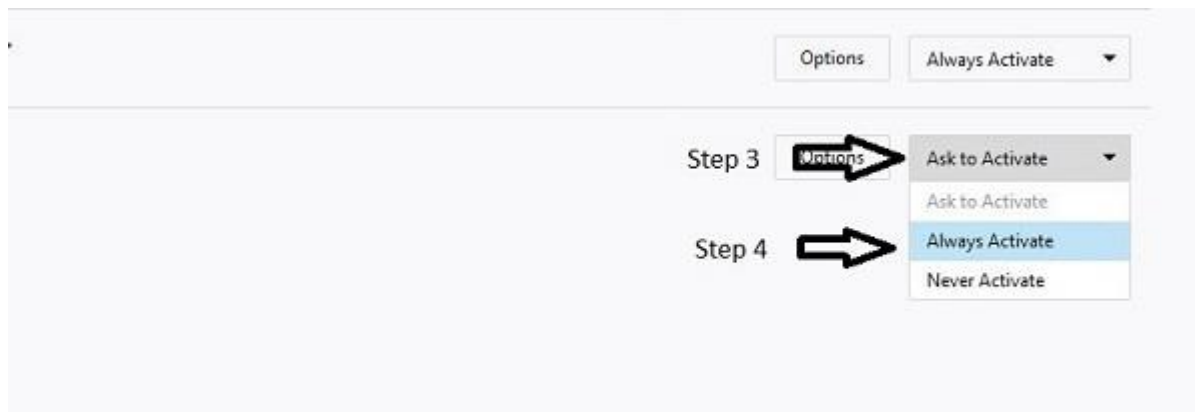 Options Always Activate
Step 3 Options Ask to Activate
Ask to Activate
Step 4 Always Activate
Never Activate